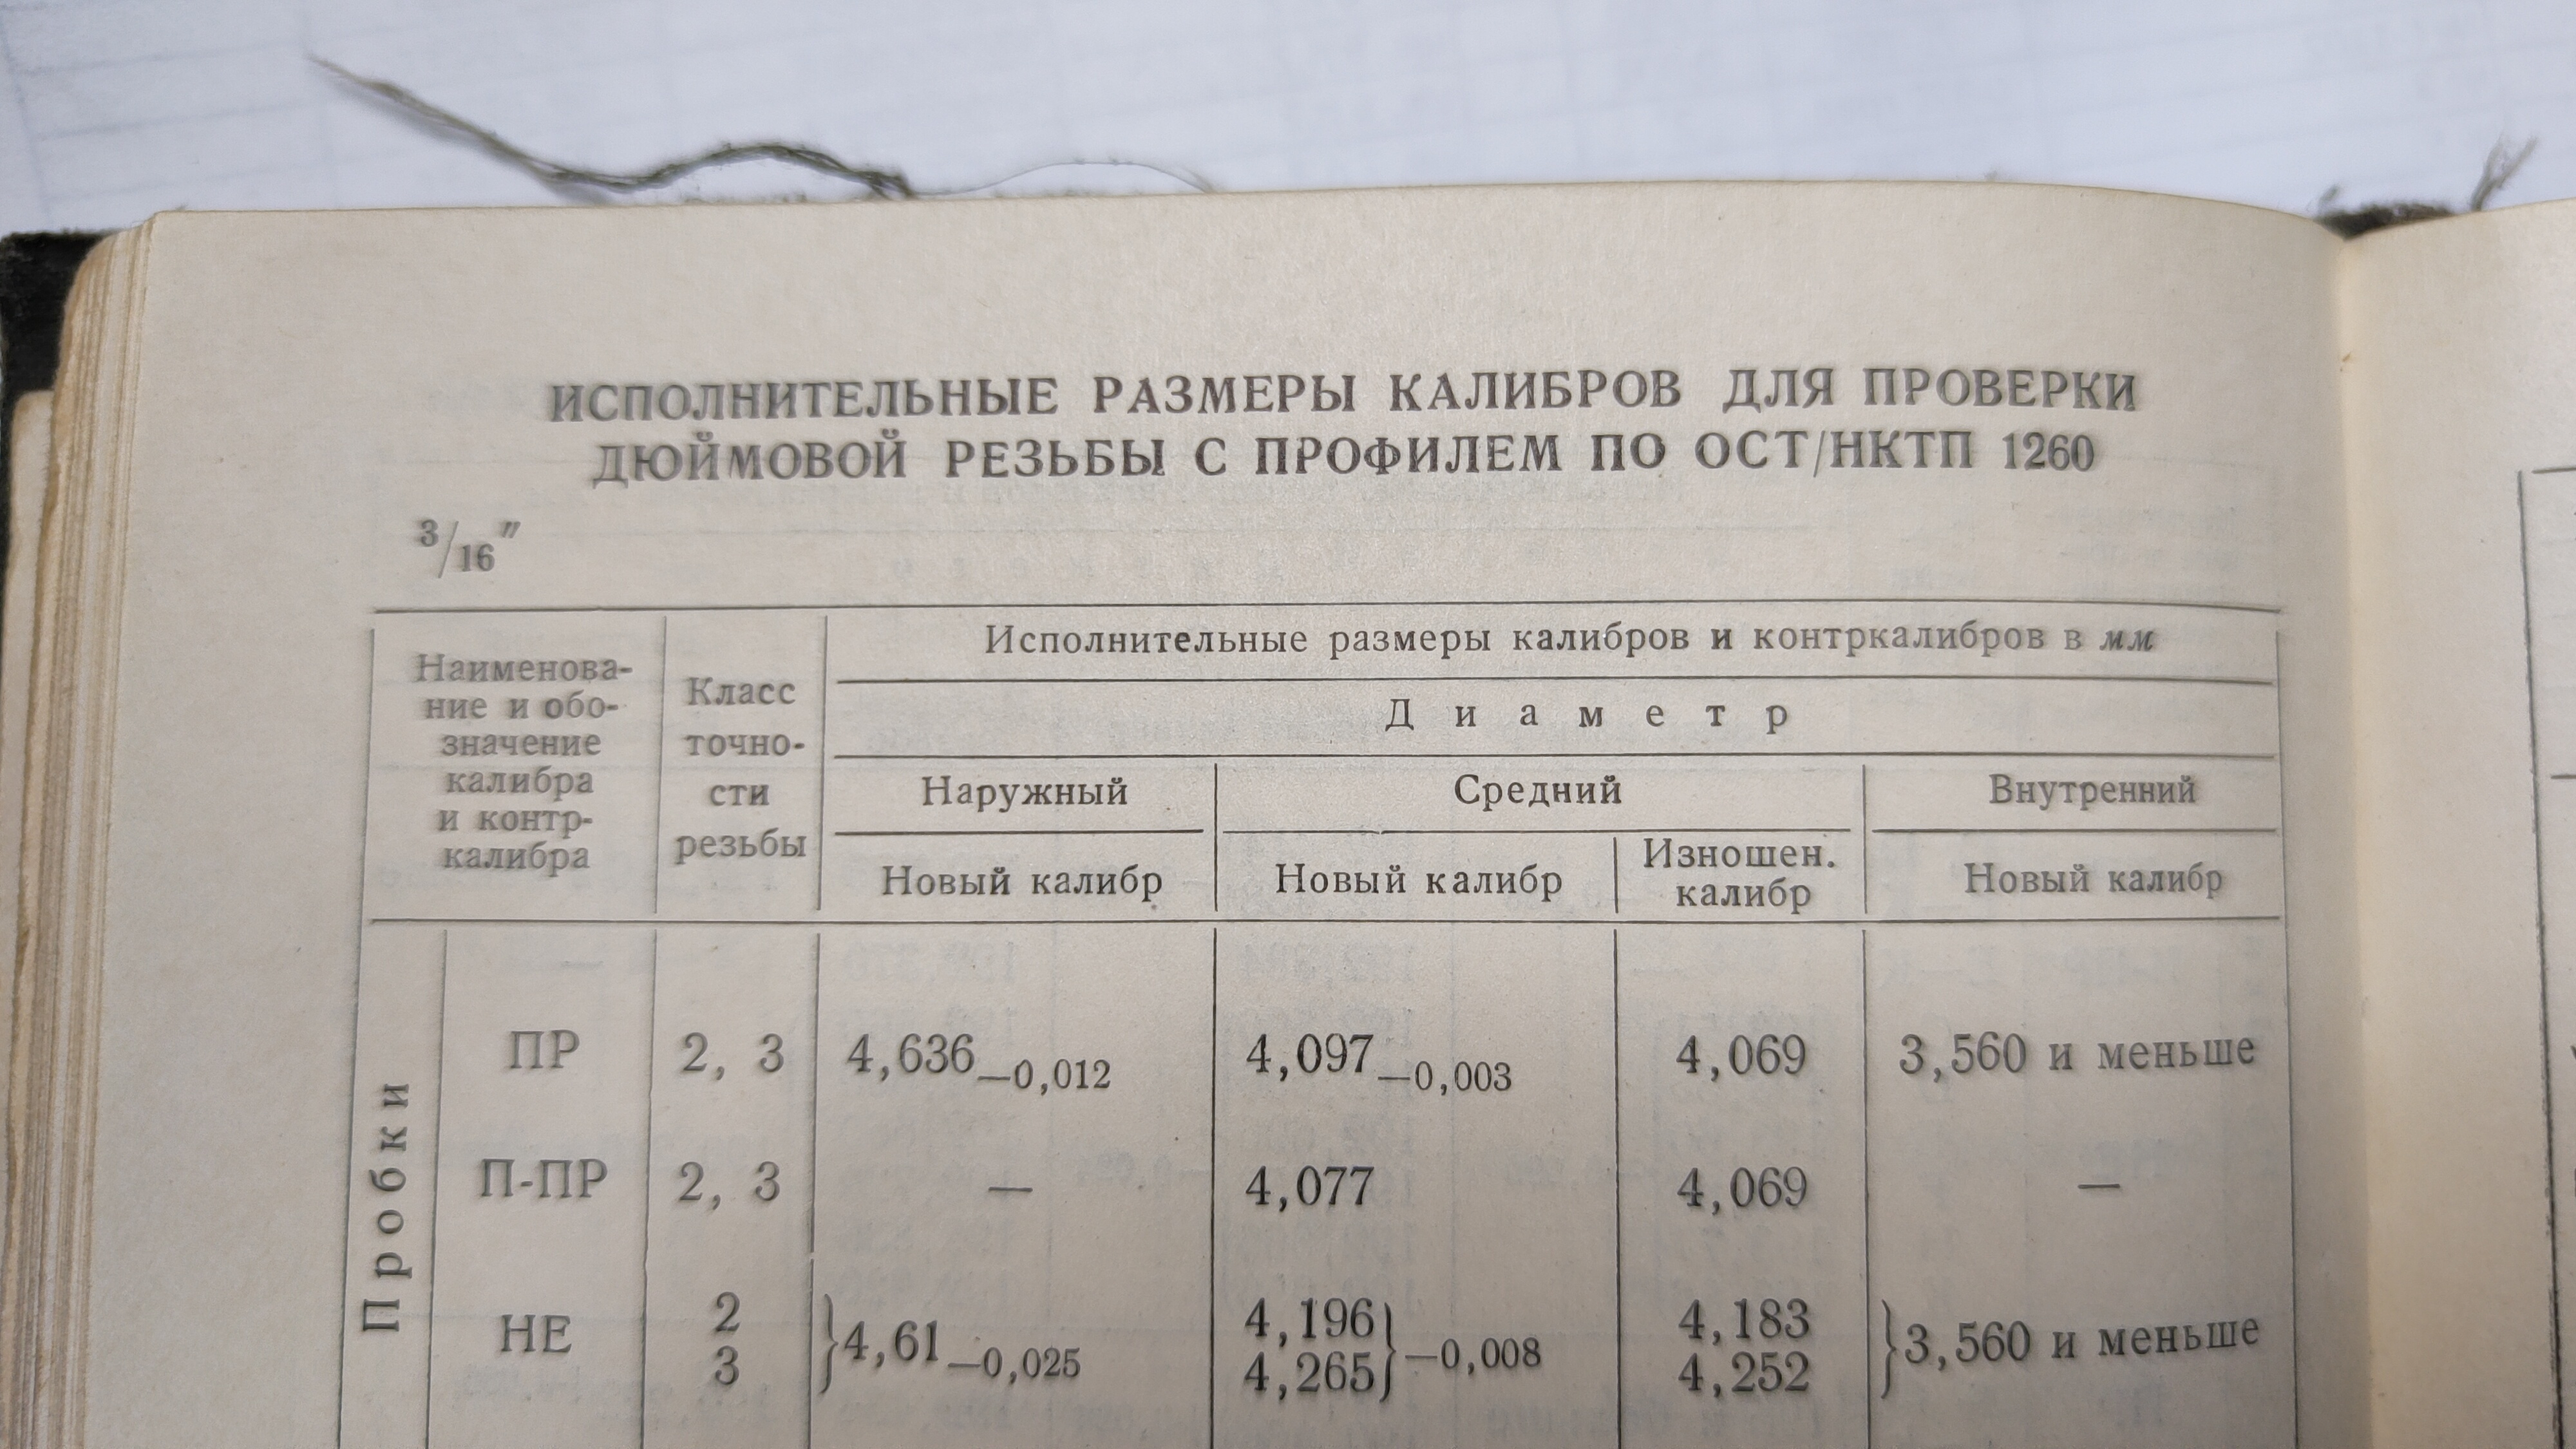 ИСПОЛНИТЕЛЬНЫЕ РАЗМЕРЫ КАЛИБРОВ ДЛЯ ПРОВЕРКИ
ДЮЙМОВОЙ РЕЗЬБЫ С ПРОФИЛЕМ ПО ОСТ/НКТП 1260
3/16"
Наименова-
ние и обо-
значение
калибра
и контр-
калибра
Класс
точно-
сти
резьбы
Исполнительные размеры калибров и контркалибров в мм
Диаметр
Наружный Средний Внутренний
Новый калибр Новый калибр Изношен. калибр Новый калибр
Пробки
ПР 2, 3 4,636 —0,012 4,097 —0,003 4,069 3,560 и меньше
П-ПР 2, 3 — 4,077 4,069 —
НЕ 2 3 } 4,61 —0,025 4,196 4,265 } —0,008 4,183 4,252 } 3,560 и меньше